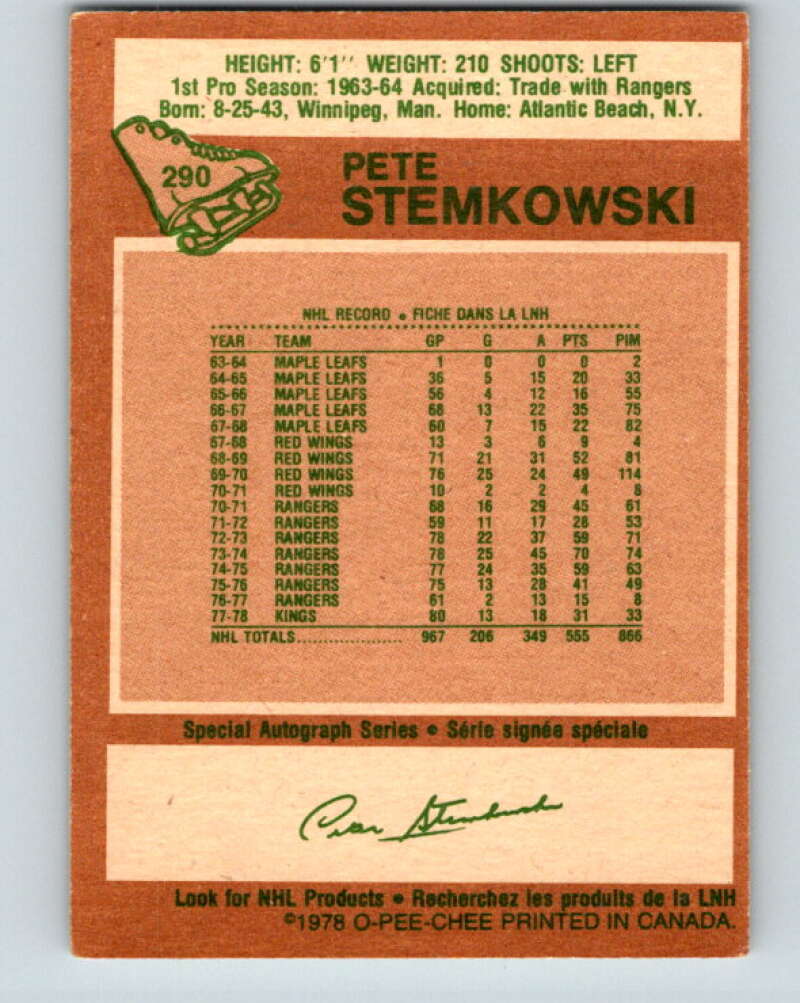 HEIGHT: 6'1" WEIGHT: 210 SHOOTS: LEFT
1st Pro Season: 1963-64 Acquired: Trade with Rangers
Born: 8-25-43, Winnipeg, Man. Home: Atlantic Beach, N.Y.
290
PETE
STEMKOWSKI
NHL RECORD • FICHE DANS LA LNH
YEAR TEAM GP G A PTS PIM
63-64 MAPLE LEAFS 1 0 0 0 2
64-65 MAPLE LEAFS 36 5 15 20 33
65-66 MAPLE LEAFS 56 4 12 16 55
66-67 MAPLE LEAFS 68 13 22 35 75
67-68 MAPLE LEAFS 60 7 15 22 82
67-68 RED WINGS 13 3 6 9 4
68-69 RED WINGS 71 21 31 52 81
69-70 RED WINGS 76 25 24 49 114
70-71 RED WINGS 10 2 2 4 8
70-71 RANGERS 68 16 29 45 61
71-72 RANGERS 59 11 17 28 53
72-73 RANGERS 78 22 37 59 71
73-74 RANGERS 78 25 45 70 74
74-75 RANGERS 77 24 35 59 63
75-76 RANGERS 75 13 28 41 49
76-77 RANGERS 61 2 13 15 8
77-78 KINGS 80 13 18 31 33
NHL TOTALS.................... 967 206 349 555 866
Special Autograph Series • Série signée spéciale
Peter Stemkowski
Look for NHL Products • Recherchez les produits de la LNH
©1978 O-PEE-CHEE PRINTED IN CANADA.